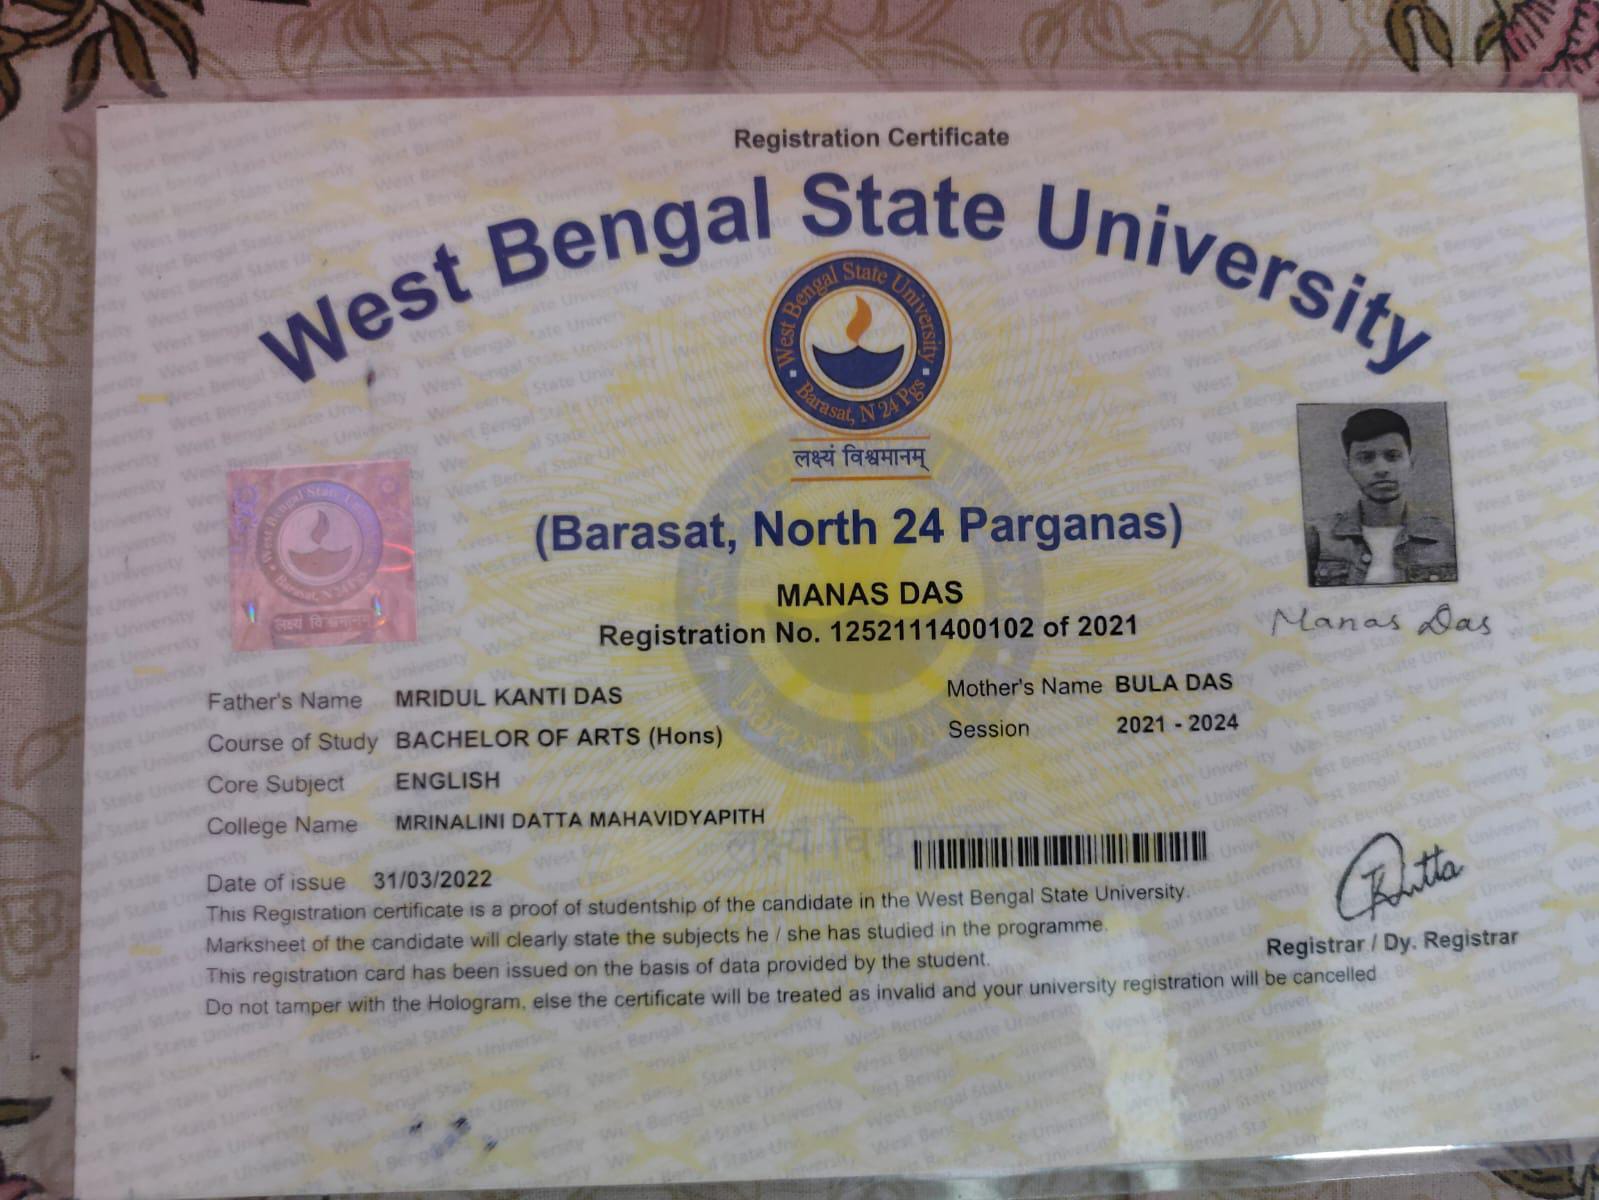 Registration Certificate
West Bengal State University
West Bengal State University
Barasat, N 24 Pgs
लक्ष्यं विश्वमानम्
(Barasat, North 24 Parganas)
MANAS DAS
Registration No. 1252111400102 of 2021
Manas Das
Father's Name MRIDUL KANTI DAS
Mother's Name BULA DAS
Course of Study BACHELOR OF ARTS (Hons)
Session 2021 - 2024
Core Subject ENGLISH
College Name MRINALINI DATTA MAHAVIDYAPITH
Date of issue 31/03/2022
This Registration certificate is a proof of studentship of the candidate in the West Bengal State University.
Marksheet of the candidate will clearly state the subjects he / she has studied in the programme.
This registration card has been issued on the basis of data provided by the student.
Do not tamper with the Hologram, else the certificate will be treated as invalid and your university registration will be cancelled
Registrar / Dy. Registrar